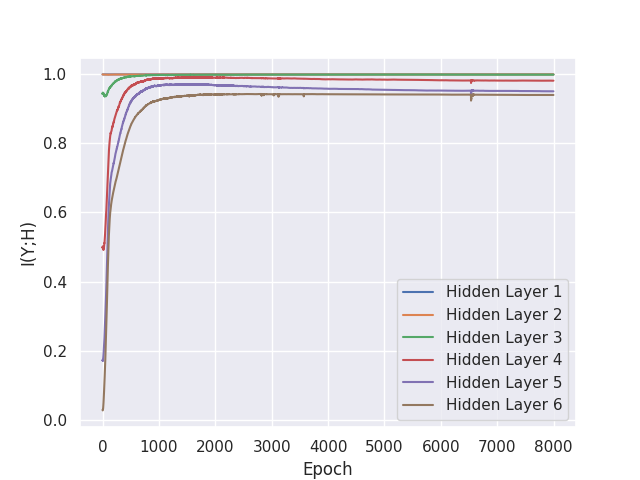 1.0
0.8
0.6
0.4
0.2
0.0
I(Y;H)
Hidden Layer 1
Hidden Layer 2
Hidden Layer 3
Hidden Layer 4
Hidden Layer 5
Hidden Layer 6
0 1000 2000 3000 4000 5000 6000 7000 8000
Epoch